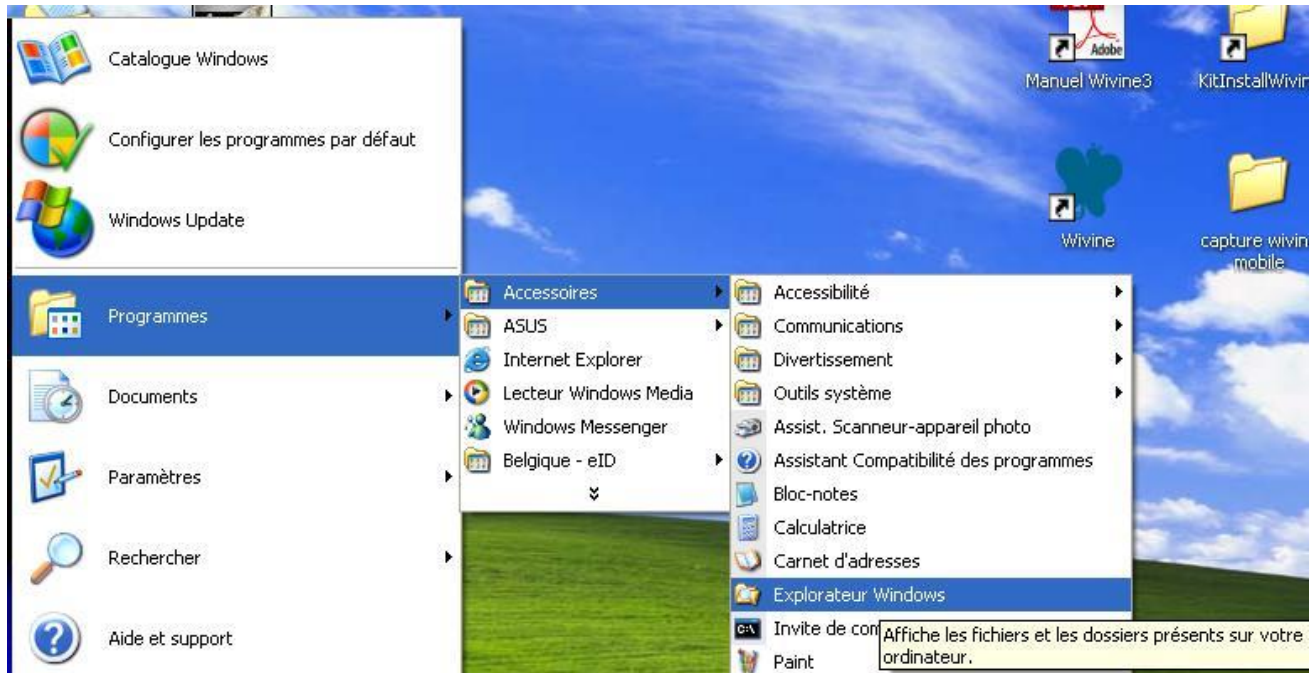 Catalogue Windows
Configurer les programmes par défaut
Windows Update
Programmes
Documents
Paramètres
Rechercher
Aide et support
Accessoires
ASUS
Internet Explorer
Lecteur Windows Media
Windows Messenger
Belgique - eID
Accessibilité
Communications
Divertissement
Outils système
Assist. Scanneur-appareil photo
Assistant Compatibilité des programmes
Bloc-notes
Calculatrice
Carnet d'adresses
Explorateur Windows
Invite de com
Paint
Affiche les fichiers et les dossiers présents sur votre
ordinateur.
Adobe
Manuel Wivine3
KitInstallWivin
Wivine
capture wivin
mobile